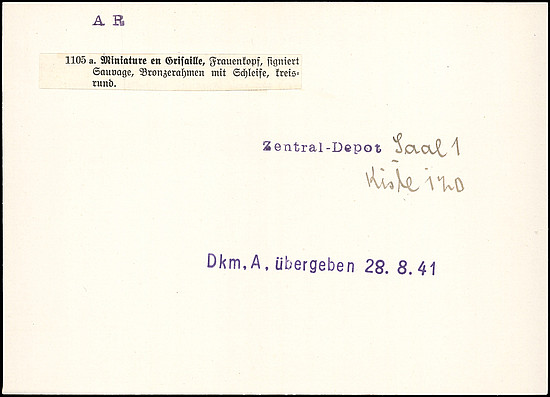 A R
1105 a. Miniature en Grisaille, Frauenkopf, signiert
Sauvage, Bronzerahmen mit Schleife, kreis-
rund.
Zentral-Depot Saal 1
Kiste 120
Dkm. A. übergeben 28. 8. 41